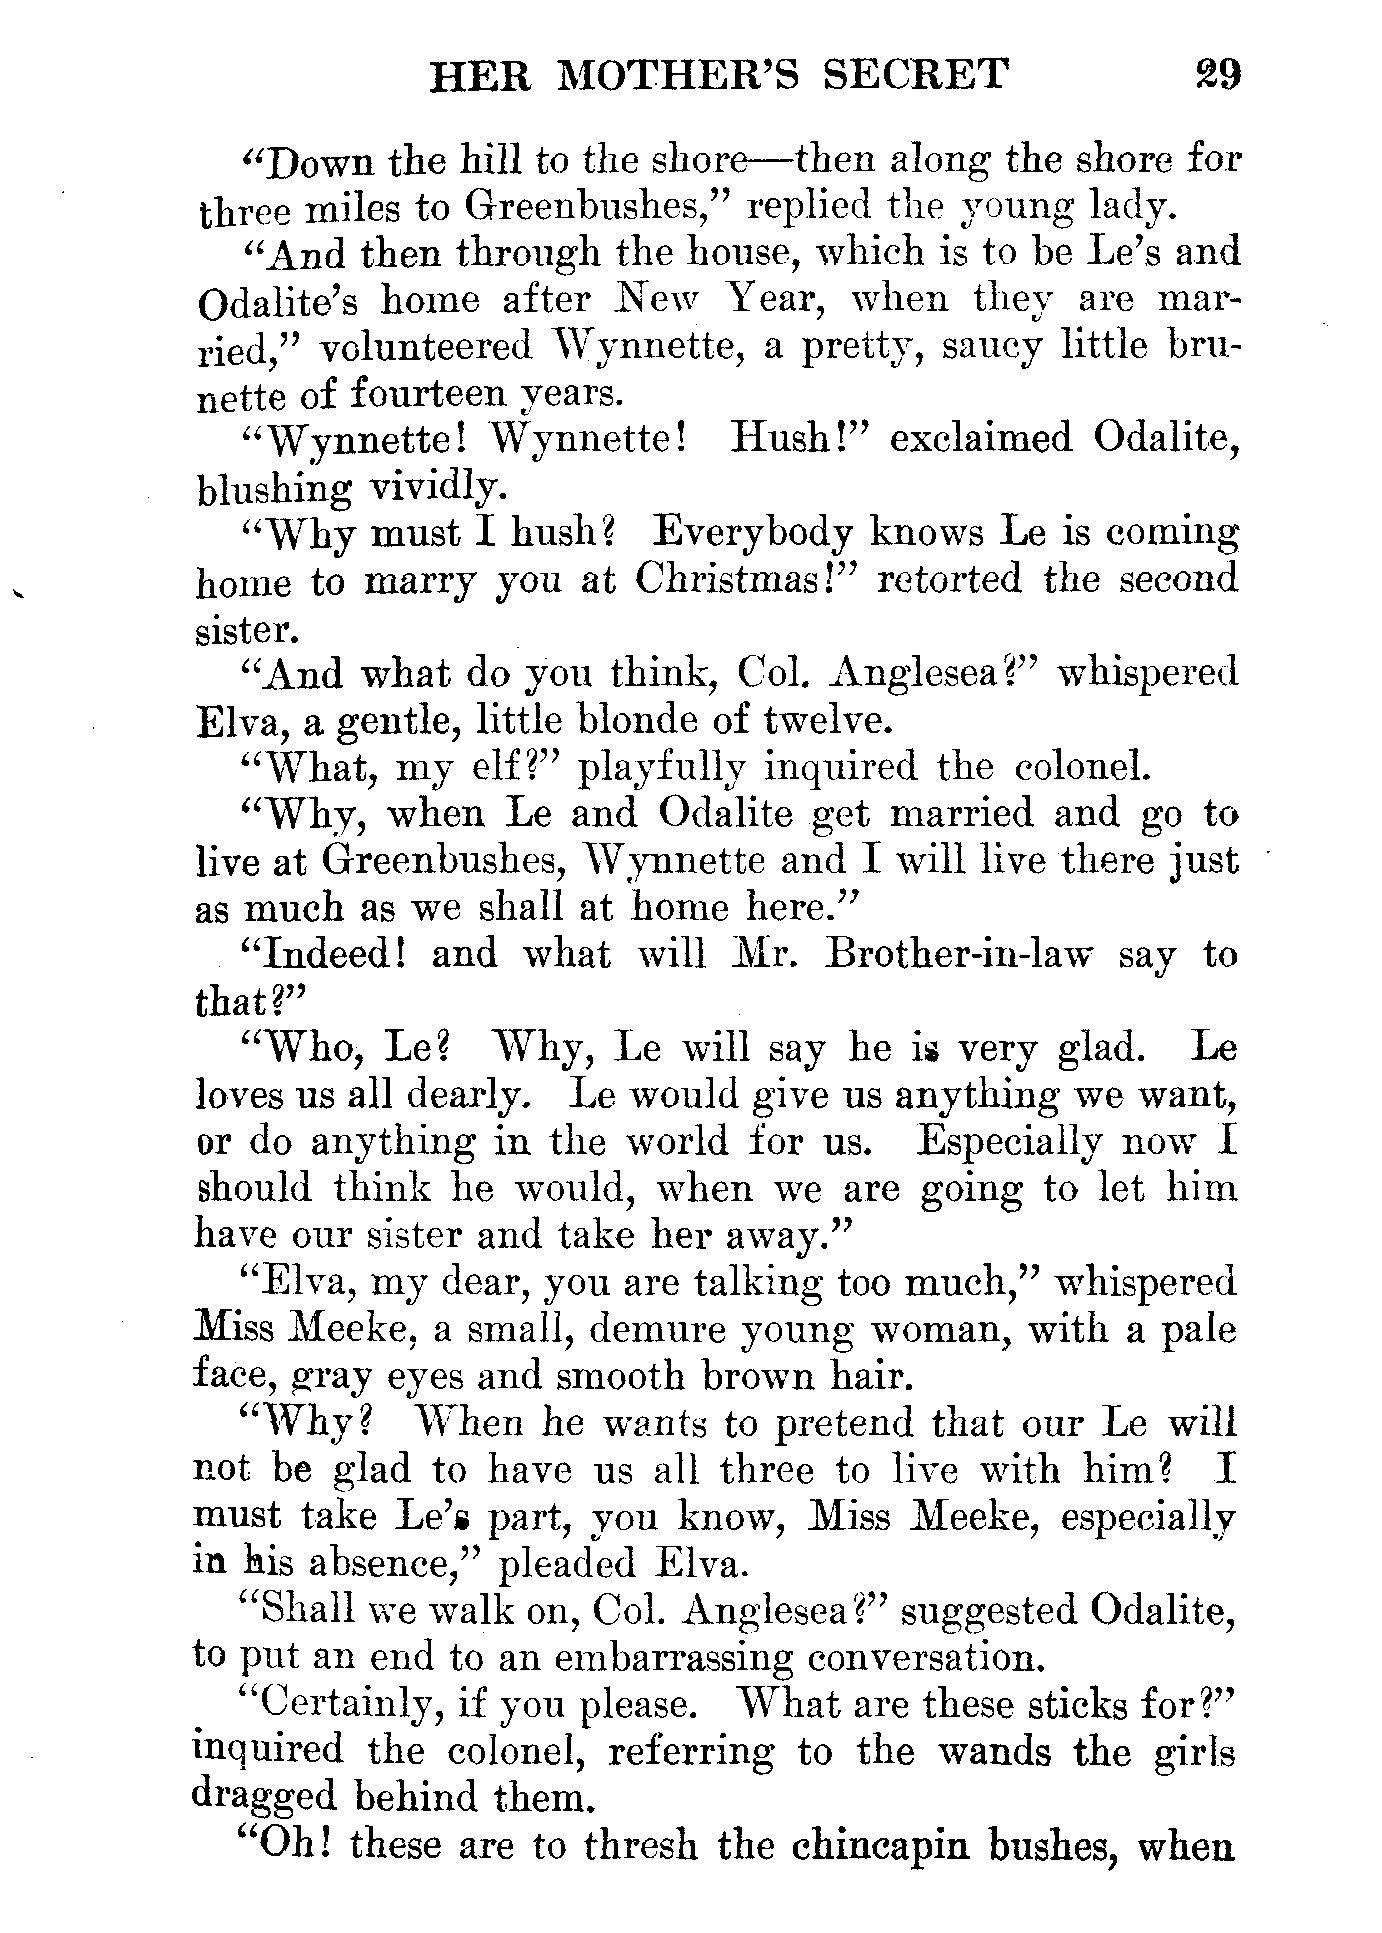 HER MOTHER'S SECRET 29
“Down the hill to the shore—then along the shore for
three miles to Greenbushes,” replied the young lady.
“And then through the house, which is to be Le’s and
Odalite’s home after New Year, when they are mar-
ried,” volunteered Wynnette, a pretty, saucy little bru-
nette of fourteen years.
“Wynnette! Wynnette! Hush!” exclaimed Odalite,
blushing vividly.
“Why must I hush? Everybody knows Le is coming
home to marry you at Christmas!” retorted the second
sister.
“And what do you think, Col. Anglesea?” whispered
Elva, a gentle, little blonde of twelve.
“What, my elf?” playfully inquired the colonel.
“Why, when Le and Odalite get married and go to
live at Greenbushes, Wynnette and I will live there just
as much as we shall at home here.”
“Indeed! and what will Mr. Brother-in-law say to
that?”
“Who, Le? Why, Le will say he is very glad. Le
loves us all dearly. Le would give us anything we want,
or do anything in the world for us. Especially now I
should think he would, when we are going to let him
have our sister and take her away.”
“Elva, my dear, you are talking too much,” whispered
Miss Meeke, a small, demure young woman, with a pale
face, gray eyes and smooth brown hair.
“Why? When he wants to pretend that our Le will
not be glad to have us all three to live with him? I
must take Le’s part, you know, Miss Meeke, especially
in his absence,” pleaded Elva.
“Shall we walk on, Col. Anglesea?” suggested Odalite,
to put an end to an embarrassing conversation.
“Certainly, if you please. What are these sticks for?”
inquired the colonel, referring to the wands the girls
dragged behind them.
“Oh! these are to thresh the chincapin bushes, when